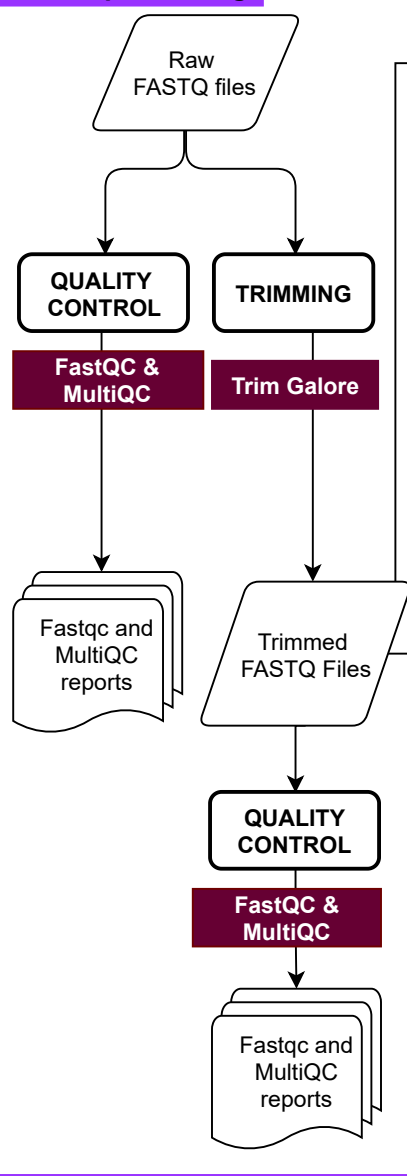 Raw
FASTQ files
QUALITY
CONTROL
TRIMMING
FastQC &
MultiQC
Trim Galore
Fastqc and
MultiQC
reports
Trimmed
FASTQ Files
QUALITY
CONTROL
FastQC &
MultiQC
Fastqc and
MultiQC
reports